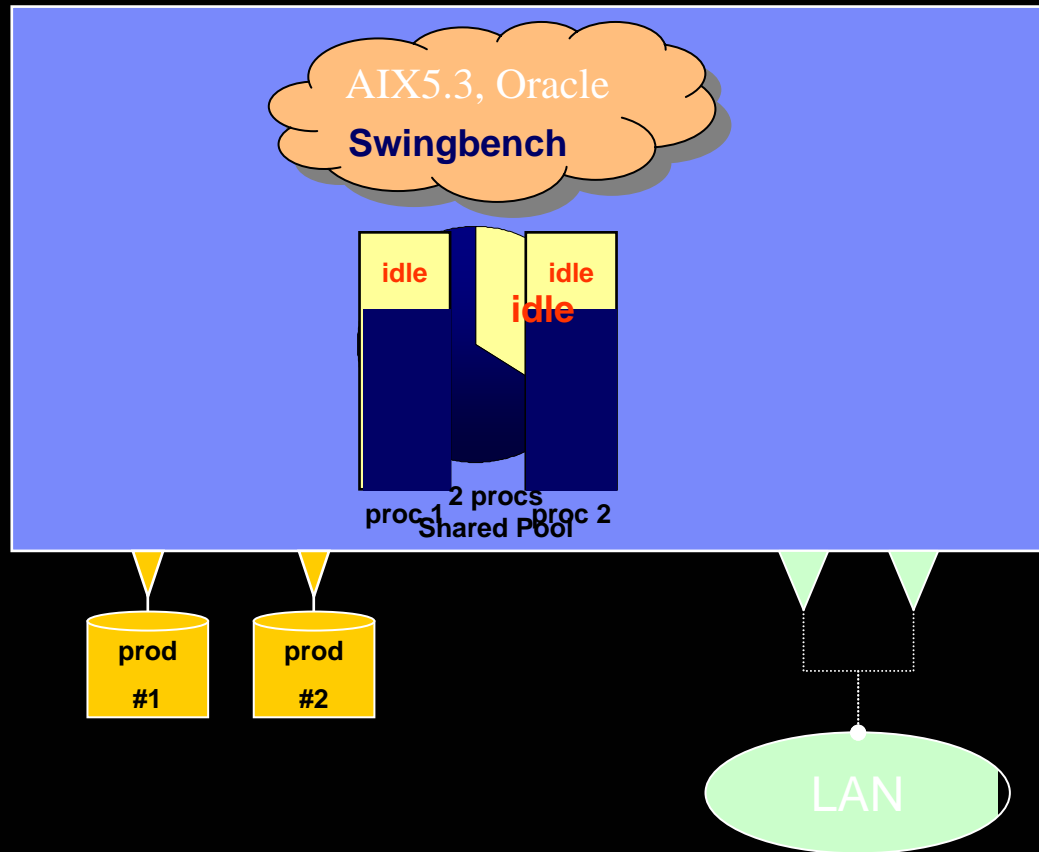 AIX5.3, Oracle
Swingbench
idle
idle
idle
2 procs
proc 1
proc 2
Shared Pool
prod
#1
prod
#2
LAN